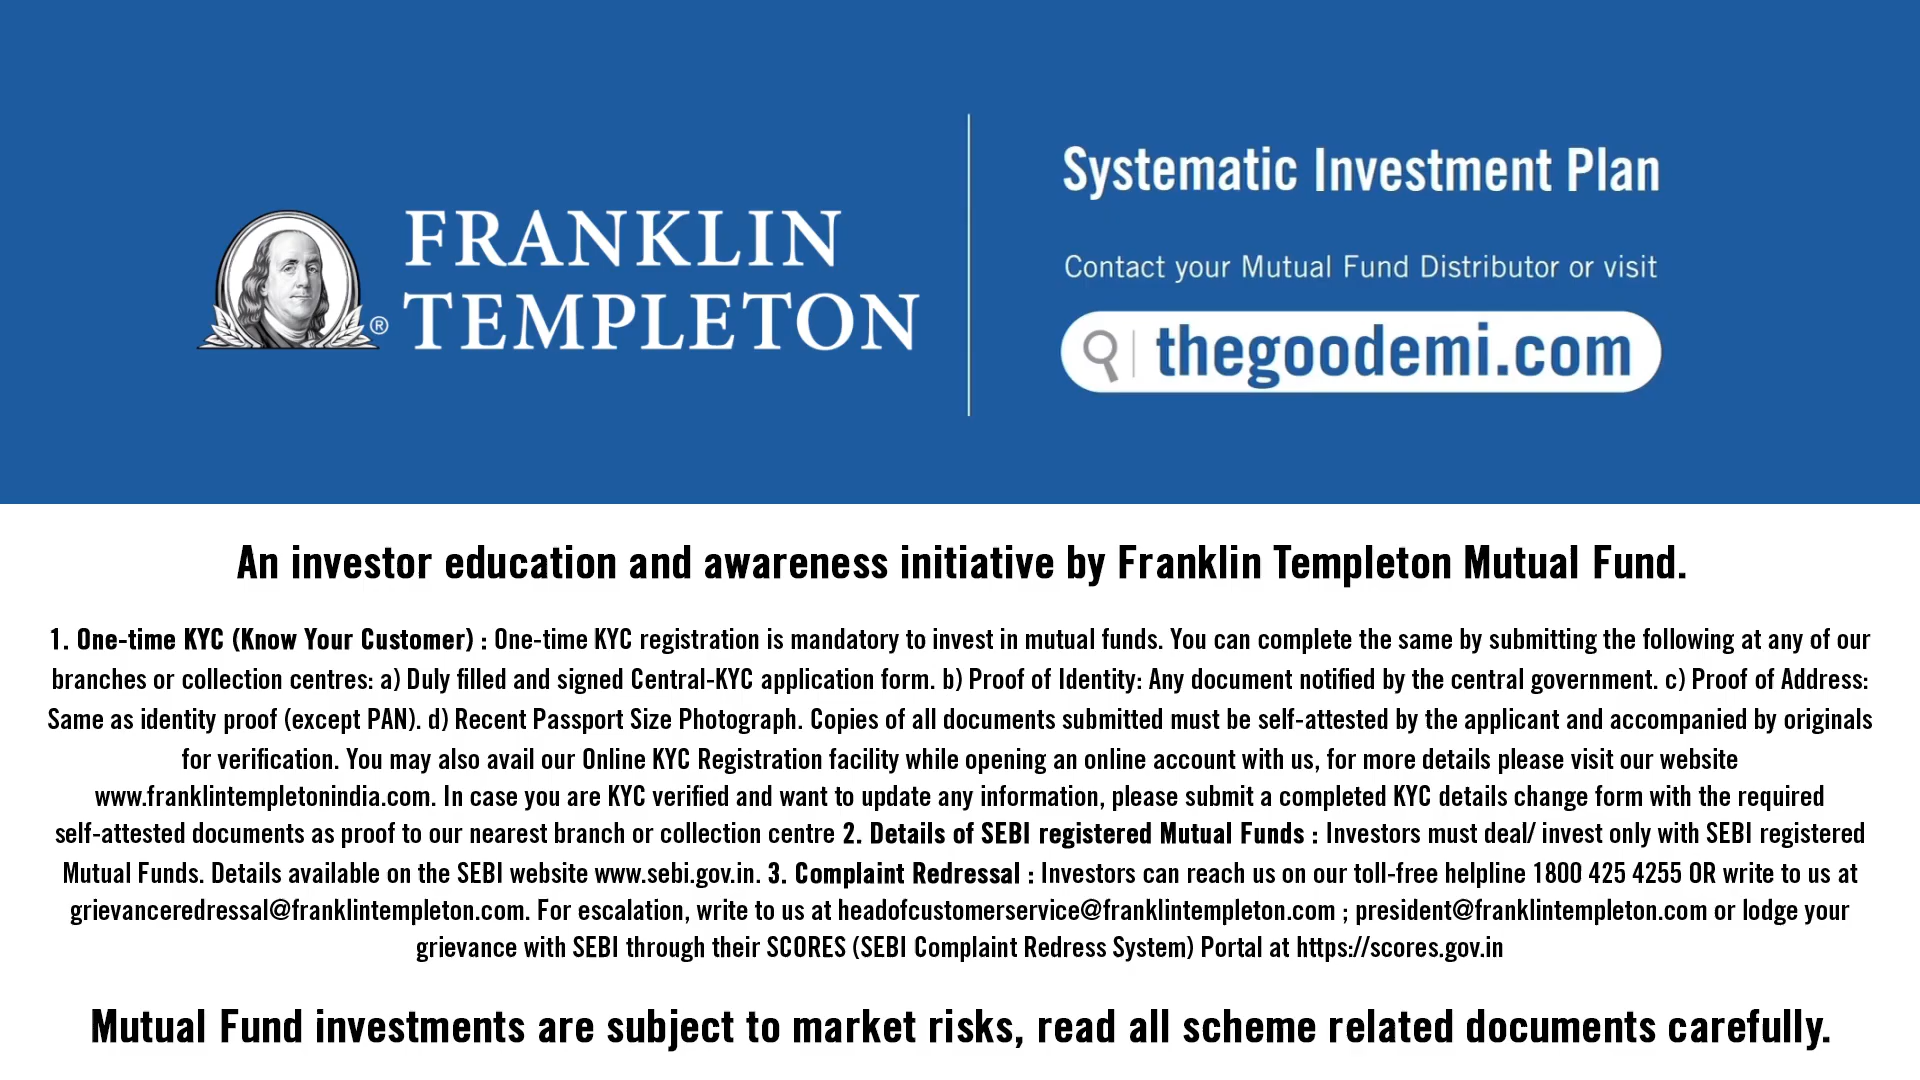 FRANKLIN
TEMPLETON
®
Systematic Investment Plan
Contact your Mutual Fund Distributor or visit
thegoodemi.com
An investor education and awareness initiative by Franklin Templeton Mutual Fund.
1. One-time KYC (Know Your Customer) : One-time KYC registration is mandatory to invest in mutual funds. You can complete the same by submitting the following at any of our
branches or collection centres: a) Duly filled and signed Central-KYC application form. b) Proof of Identity: Any document notified by the central government. c) Proof of Address:
Same as identity proof (except PAN). d) Recent Passport Size Photograph. Copies of all documents submitted must be self-attested by the applicant and accompanied by originals
for verification. You may also avail our Online KYC Registration facility while opening an online account with us, for more details please visit our website
www.franklintempletonindia.com. In case you are KYC verified and want to update any information, please submit a completed KYC details change form with the required
self-attested documents as proof to our nearest branch or collection centre 2. Details of SEBI registered Mutual Funds : Investors must deal/ invest only with SEBI registered
Mutual Funds. Details available on the SEBI website www.sebi.gov.in. 3. Complaint Redressal : Investors can reach us on our toll-free helpline 1800 425 4255 OR write to us at
grievanceredressal@franklintempleton.com. For escalation, write to us at headofcustomerservice@franklintempleton.com ; president@franklintempleton.com or lodge your
grievance with SEBI through their SCORES (SEBI Complaint Redress System) Portal at https://scores.gov.in
Mutual Fund investments are subject to market risks, read all scheme related documents carefully.